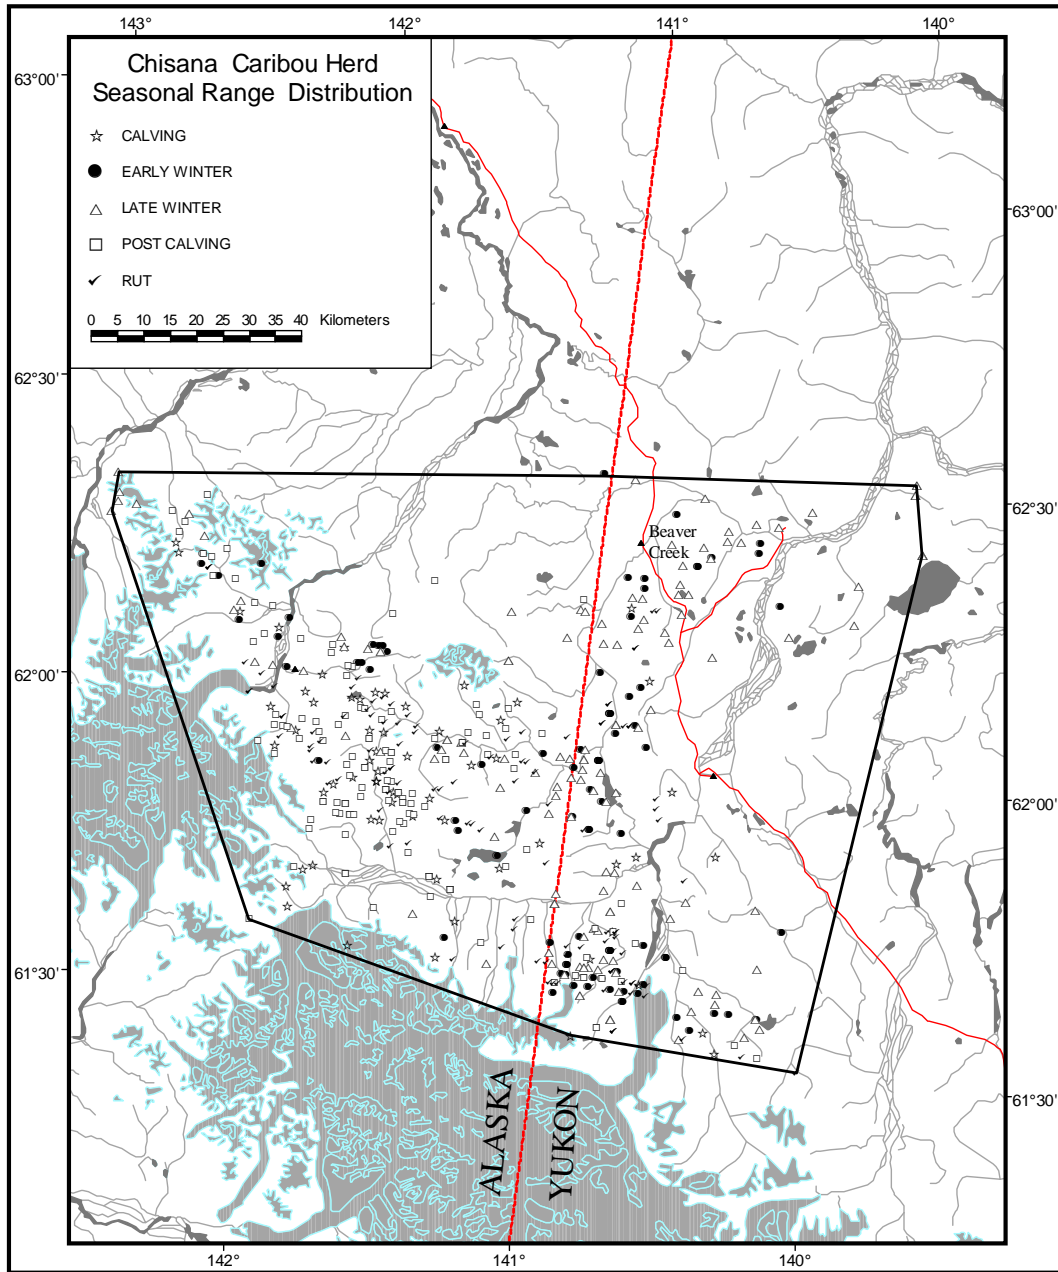 143°
142°
141°
140°
63°00'
Chisana Caribou Herd
Seasonal Range Distribution
CALVING
EARLY WINTER
LATE WINTER
POST CALVING
RUT
0 5 10 15 20 25 30 35 40 Kilometers
63°00'
62°30'
62°30'
Beaver
Creek
62°00'
62°00'
61°30'
61°30'
ALASKA
YUKON
142°
141°
140°